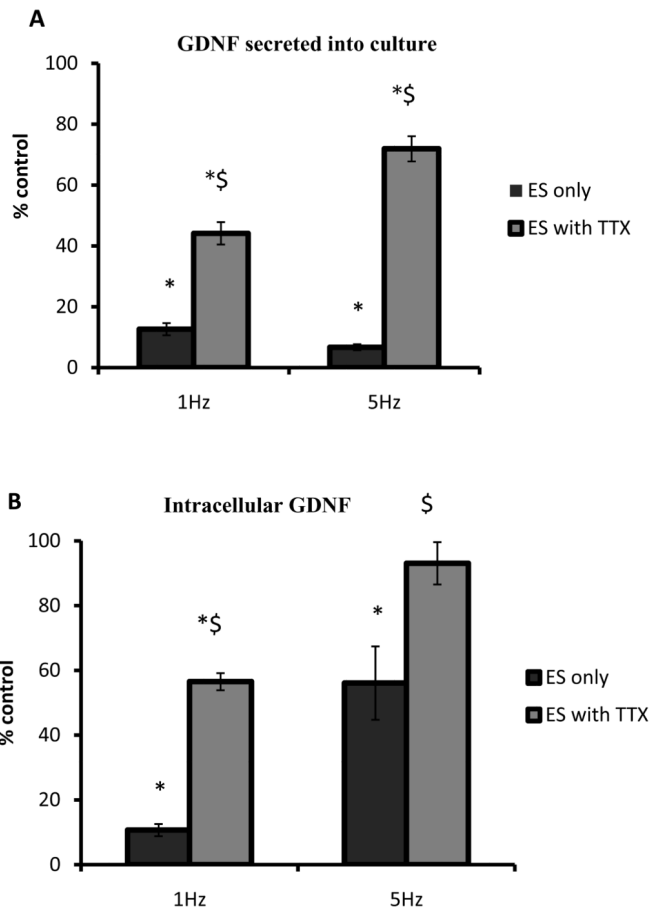 A
GDNF secreted into culture
100
80
60
40
20
0
% control
*
*$
*
*$
1Hz
5Hz
ES only
ES with TTX
B
Intracellular GDNF
100
80
60
40
20
0
% control
*
*$
*
$
1Hz
5Hz
ES only
ES with TTX